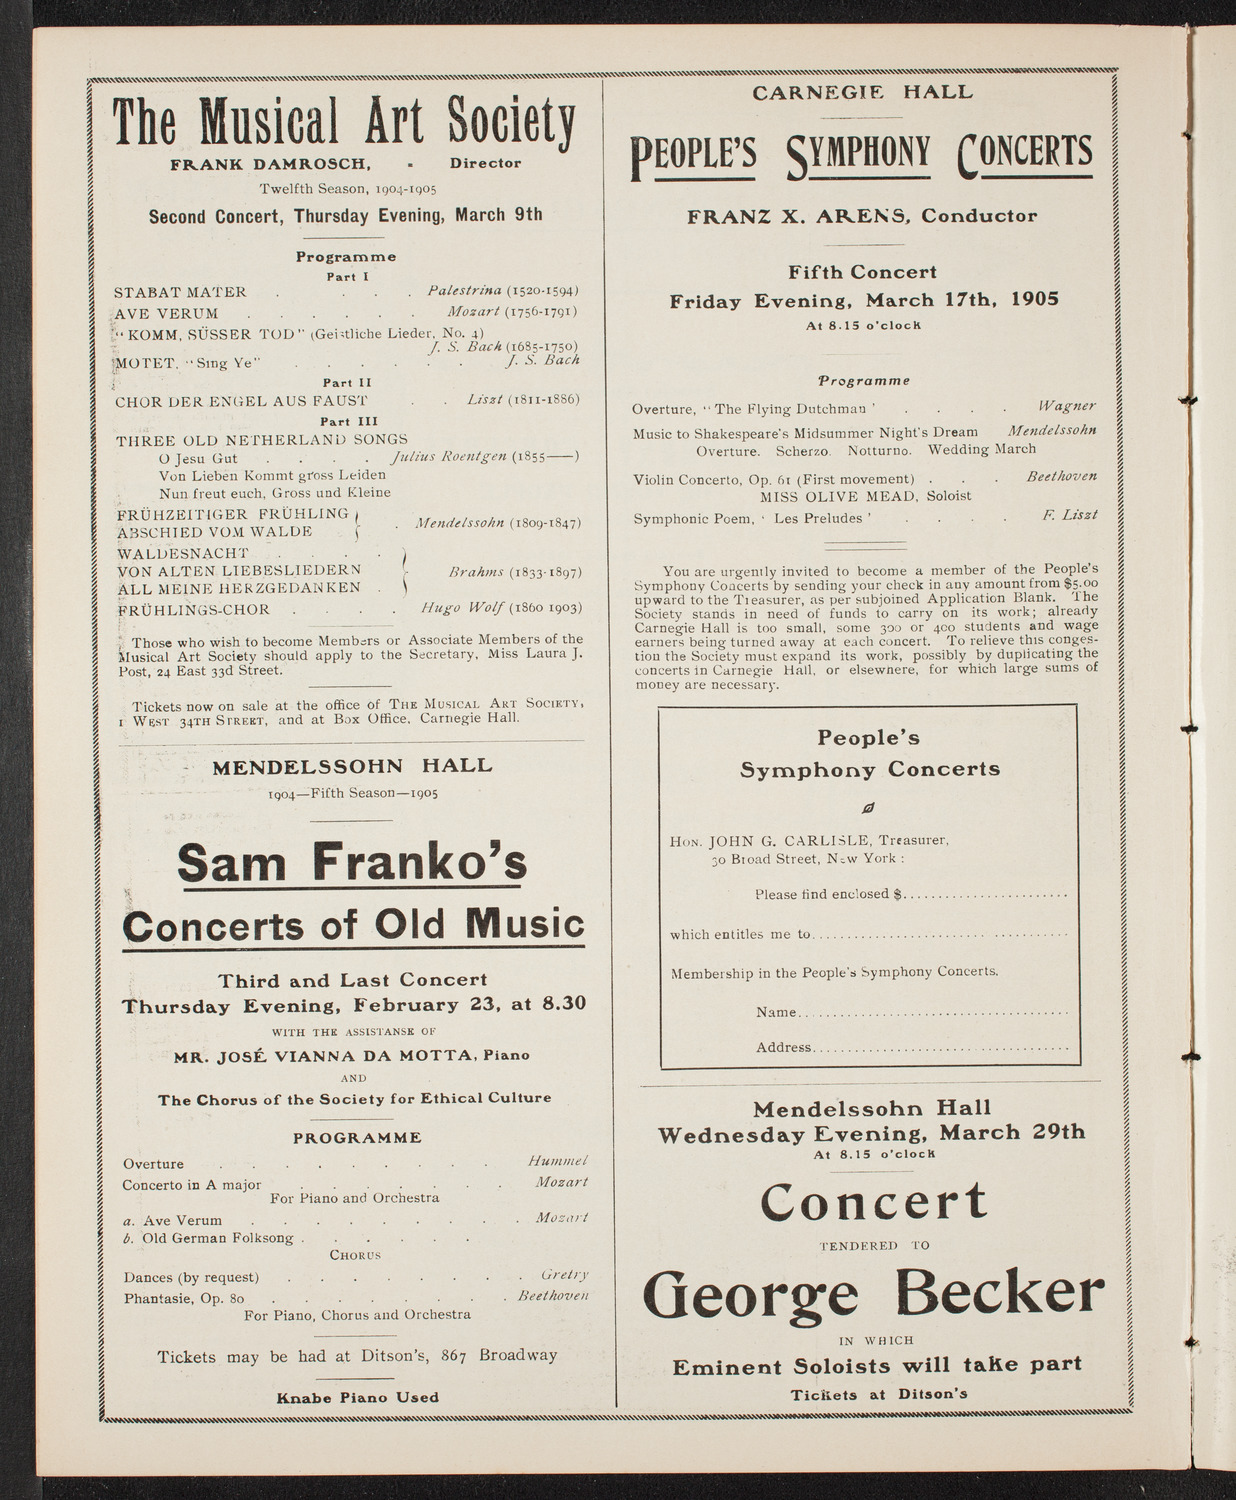 The Musical Art Society
FRANK DAMROSCH, - Director
Twelfth Season, 1904-1905
Second Concert, Thursday Evening, March 9th
Programme
Part I
STABAT MATER . . . . Palestrina (1520-1594)
AVE VERUM . . . . . . Mozart (1756-1791)
"KOMM, SÜSSER TOD" (Geistliche Lieder, No. 4)
J. S. Bach (1685-1750)
MOTET, "Sing Ye" . . . . . . J. S. Bach
Part II
CHOR DER ENGEL AUS FAUST . . Liszt (1811-1886)
Part III
THREE OLD NETHERLAND SONGS
O Jesu Gut . . . . Julius Roentgen (1855——)
Von Lieben Kommt gross Leiden
Nun freut euch, Gross und Kleine
FRÜHZEITIGER FRÜHLING
ABSCHIED VOM WALDE . Mendelssohn (1809-1847)
WALDESNACHT . . . .
VON ALTEN LIEBESLIEDERN Brahms (1833-1897)
ALL MEINE HERZGEDANKEN .
FRÜHLINGS-CHOR . . . . Hugo Wolf (1860 1903)
Those who wish to become Members or Associate Members of the
Musical Art Society should apply to the Secretary, Miss Laura J.
Post, 24 East 33d Street.
Tickets now on sale at the office of THE MUSICAL ART SOCIETY,
1 WEST 34TH STREET, and at Box Office, Carnegie Hall.
MENDELSSOHN HALL
1904—Fifth Season—1905
Sam Franko's
Concerts of Old Music
Third and Last Concert
Thursday Evening, February 23, at 8.30
WITH THE ASSISTANSE OF
MR. JOSÉ VIANNA DA MOTTA, Piano
AND
The Chorus of the Society for Ethical Culture
PROGRAMME
Overture . . . . . . . . . Hummel
Concerto in A major . . . . . . . Mozart
For Piano and Orchestra
a. Ave Verum . . . . . . . . . Mozart
b. Old German Folksong . . . . . .
CHORUS
Dances (by request) . . . . . . . . Gretry
Phantasie, Op. 80 . . . . . . . . Beethoven
For Piano, Chorus and Orchestra
Tickets may be had at Ditson's, 867 Broadway
Knabe Piano Used
CARNEGIE HALL
PEOPLE'S SYMPHONY CONCERTS
FRANZ X. ARENS, Conductor
Fifth Concert
Friday Evening, March 17th, 1905
At 8.15 o'clock
Programme
Overture, "The Flying Dutchman' . . . . Wagner
Music to Shakespeare's Midsummer Night's Dream Mendelssohn
Overture. Scherzo. Notturno. Wedding March
Violin Concerto, Op. 61 (First movement) . . . Beethoven
MISS OLIVE MEAD, Soloist
Symphonic Poem, ' Les Preludes ' . . . . F. Liszt
You are urgently invited to become a member of the People's
Symphony Concerts by sending your check in any amount from $5.00
upward to the Treasurer, as per subjoined Application Blank. The
Society stands in need of funds to carry on its work; already
Carnegie Hall is too small, some 300 or 400 students and wage
earners being turned away at each concert. To relieve this conges-
tion the Society must expand its work, possibly by duplicating the
concerts in Carnegie Hall, or elsewhere, for which large sums of
money are necessary.
People's
Symphony Concerts
HON. JOHN G. CARLISLE, Treasurer,
30 Broad Street, New York :
Please find enclosed $........................
which entitles me to........................................
Membership in the People's Symphony Concerts.
Name........................................
Address......................................
Mendelssohn Hall
Wednesday Evening, March 29th
At 8.15 o'clock
Concert
TENDERED TO
George Becker
IN WHICH
Eminent Soloists will take part
Tickets at Ditson's